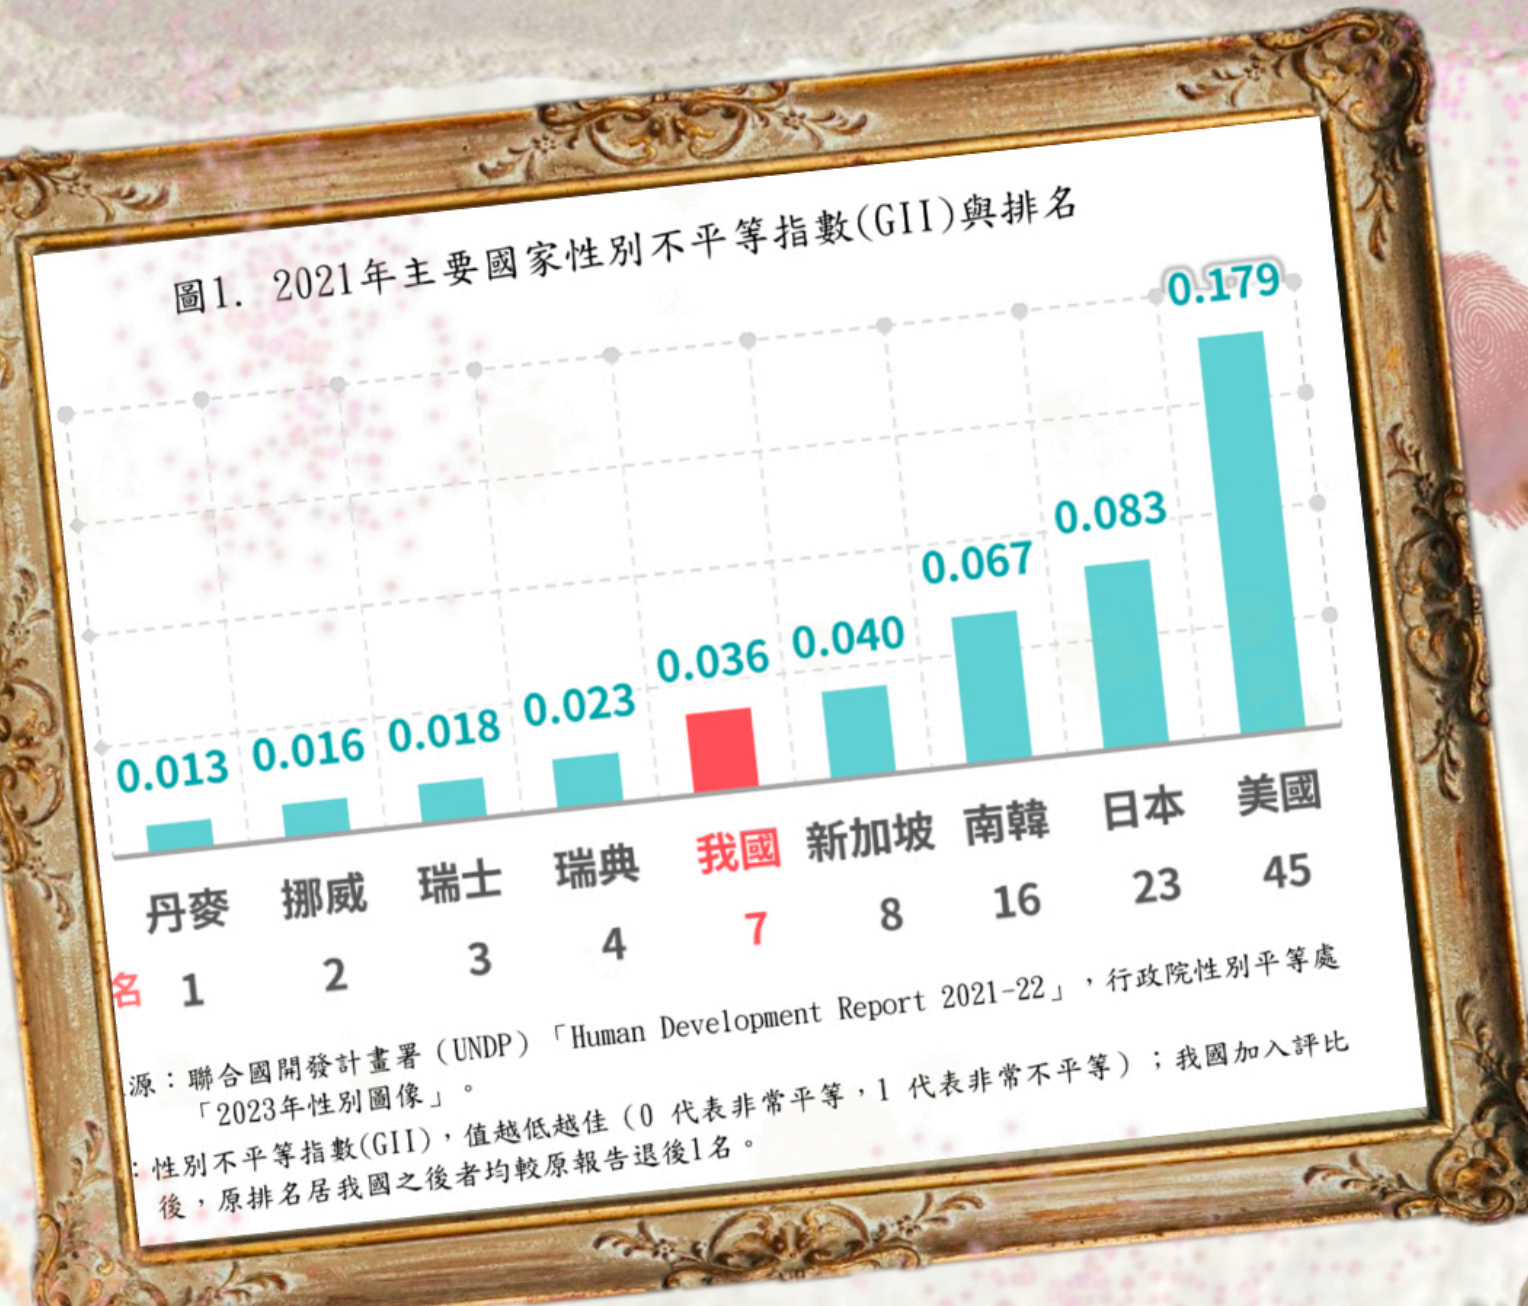 圖1. 2021年主要國家性別不平等指數(GII)與排名
0.013 0.016 0.018 0.023 0.036 0.040 0.067 0.083 0.179
丹麥 挪威 瑞士 瑞典 我國 新加坡 南韓 日本 美國
名 1 2 3 4 7 8 16 23 45
源：聯合國開發計畫署（UNDP）「Human Development Report 2021-22」，行政院性別平等處
「2023年性別圖像」。
：性別不平等指數(GII)，值越低越佳（0 代表非常平等，1 代表非常不平等）；我國加入評比
後，原排名居我國之後者均較原報告退後1名。